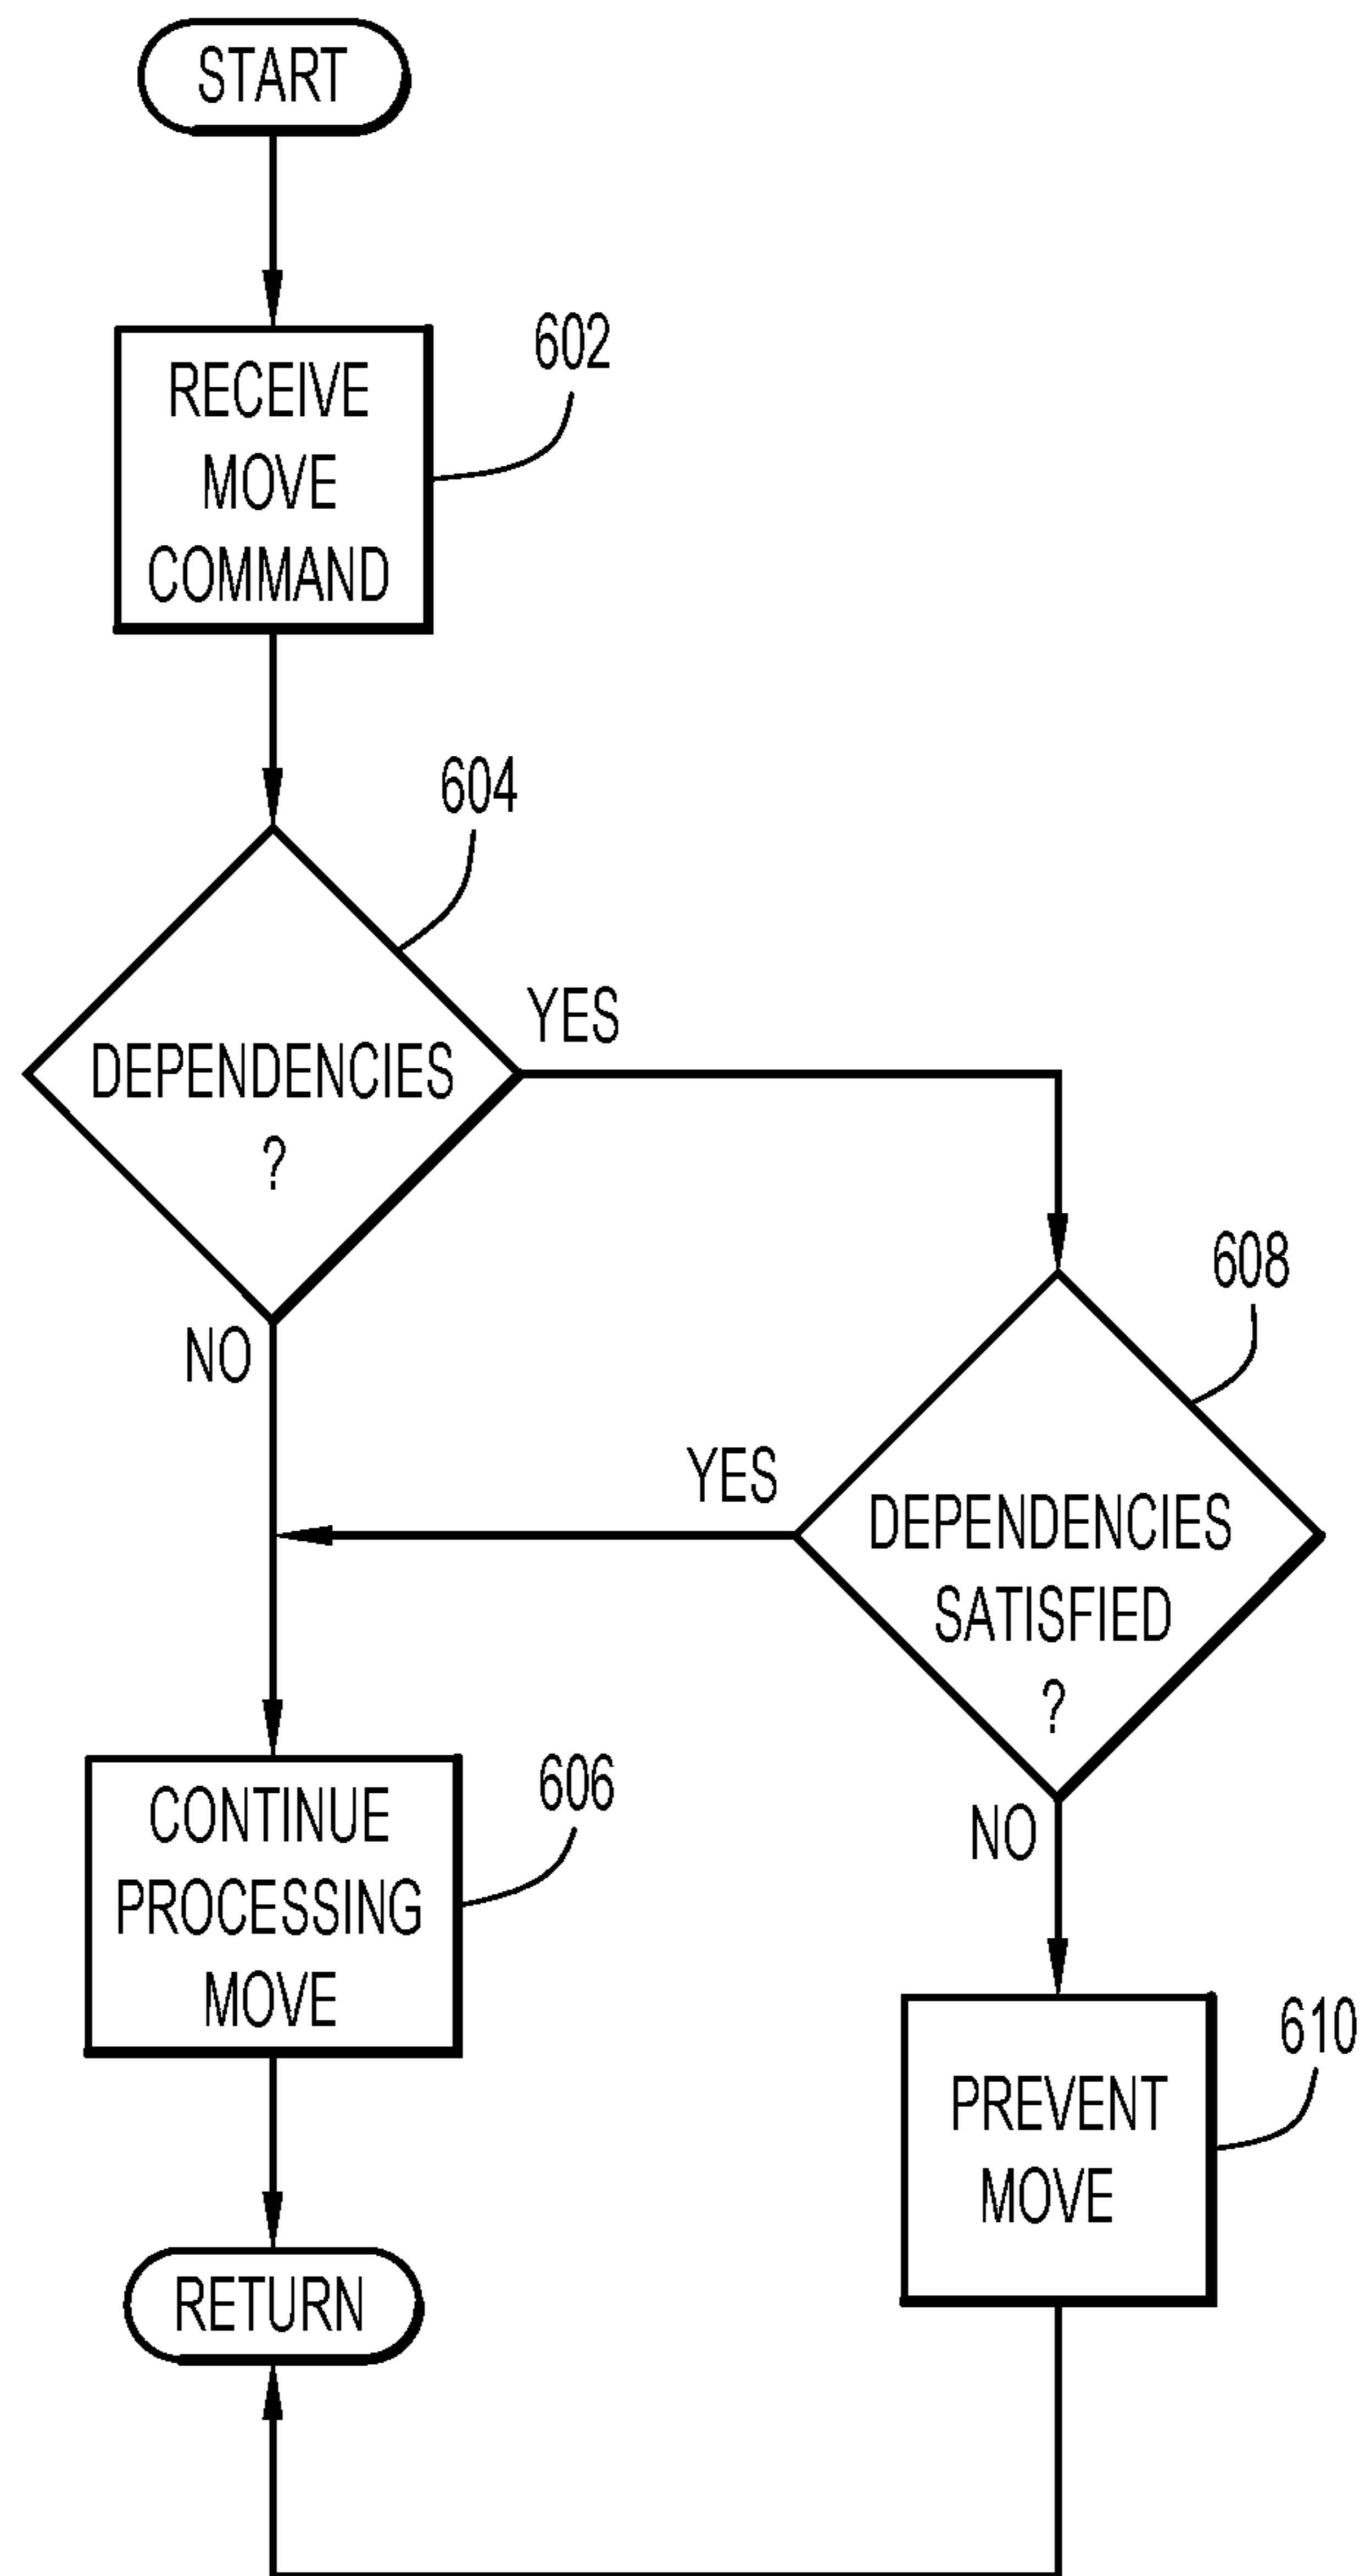 START
602
RECEIVE
MOVE
COMMAND
604
DEPENDENCIES
?
YES
NO
608
DEPENDENCIES
SATISFIED
?
YES
NO
606
CONTINUE
PROCESSING
MOVE
610
PREVENT
MOVE
RETURN